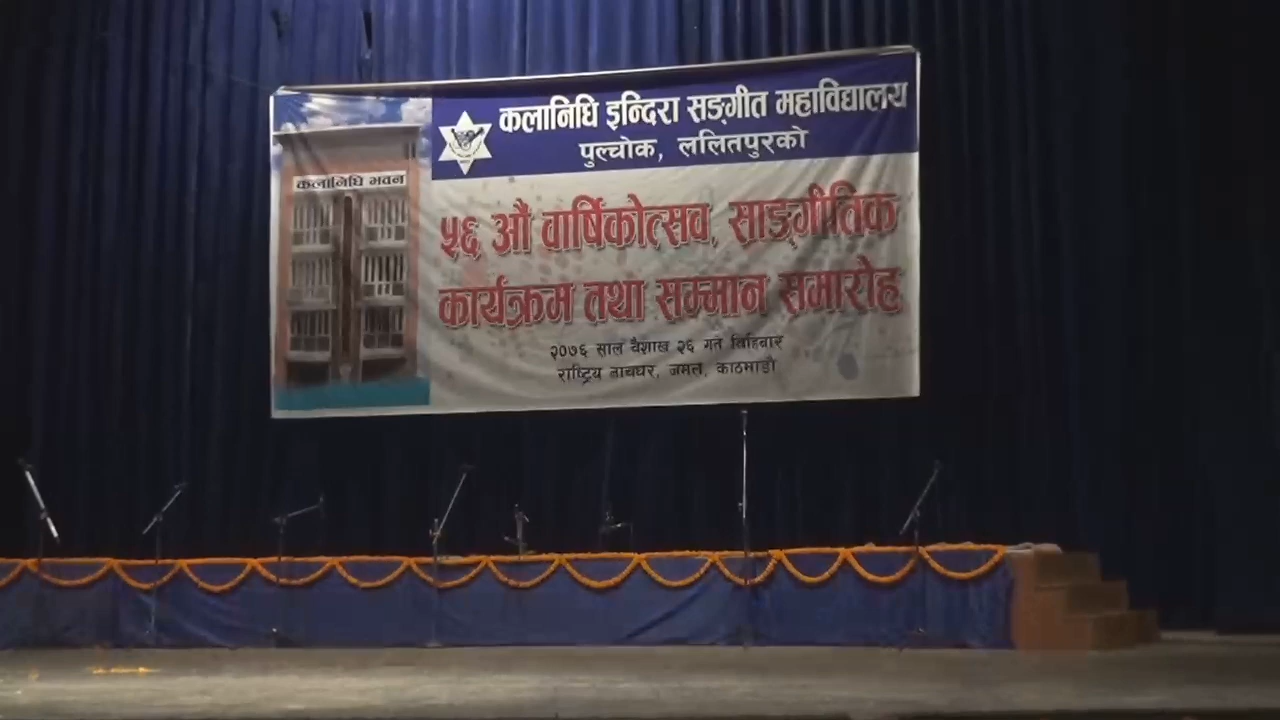 कलानिधि इन्दिरा सङ्गीत महाविद्यालय
पुल्चोक, ललितपुरको
कलानिधि भवन
५६ औं वार्षिकोत्सव, साङ्गीतिक
कार्यक्रम तथा सम्मान समारोह
२०७६ साल वैशाख २६ गते बिहिबार
राष्ट्रिय नाचघर, जमल, काठमाडौं